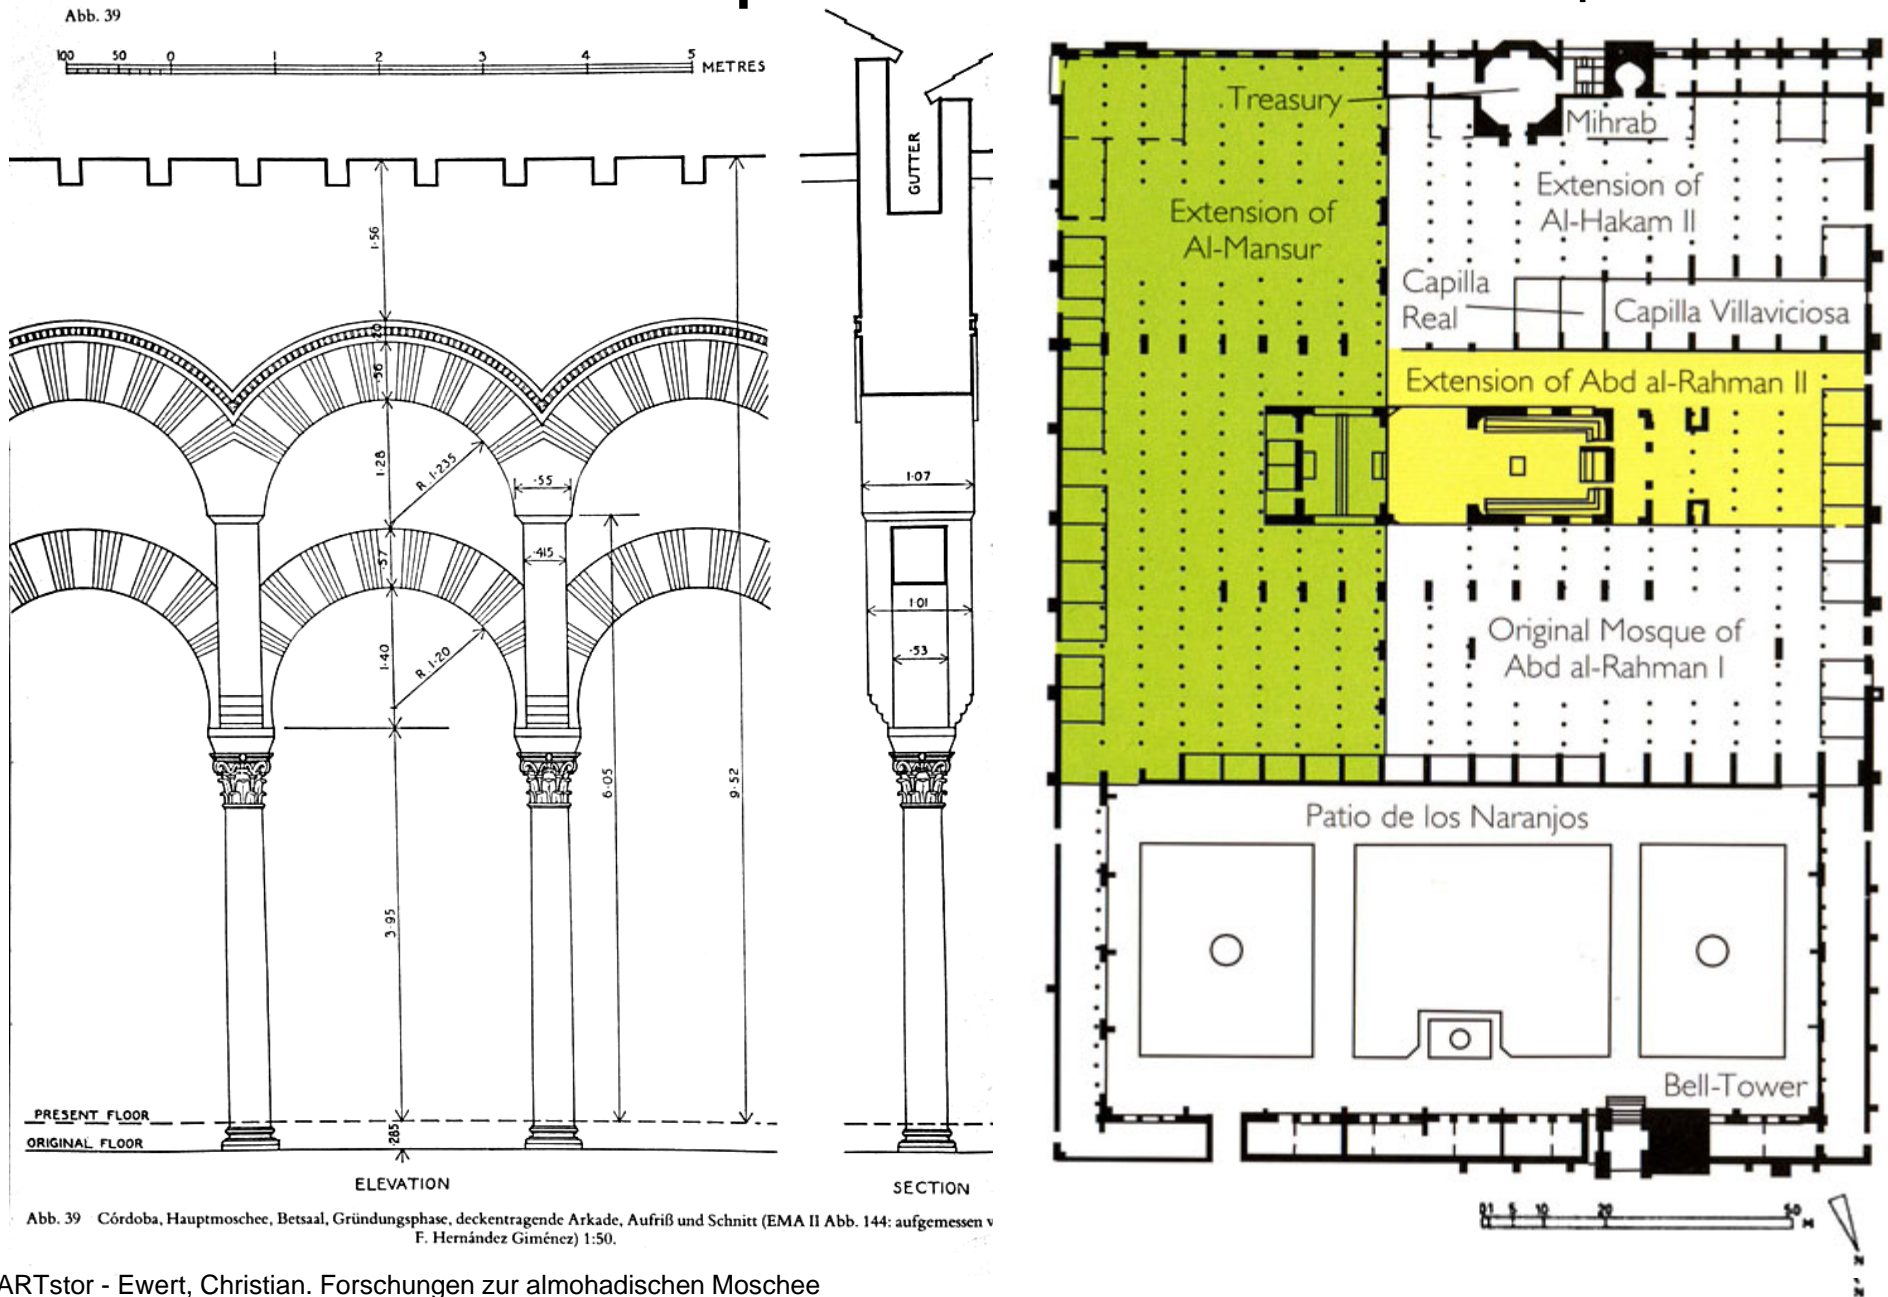 Abb. 39
100 50 0 1 2 3 4 5 METRES
1·56
·20
·56
1·28
R. 1·235
·55
·57
·415
1·40
R. 1·20
3·95
6·05
9·52
PRESENT FLOOR
ORIGINAL FLOOR
·285
ELEVATION
GUTTER
1·07
1·01
·53
SECTION
Abb. 39 Córdoba, Hauptmoschee, Betsaal, Gründungsphase, deckentragende Arkade, Aufriß und Schnitt (EMA II Abb. 144: aufgemessen v
F. Hernández Giménez) 1:50.
ARTstor - Ewert, Christian. Forschungen zur almohadischen Moschee
Treasury
Mihrab
Extension of
Al-Mansur
Extension of
Al-Hakam II
Capilla
Real
Capilla Villaviciosa
Extension of Abd al-Rahman II
Original Mosque of
Abd al-Rahman I
Patio de los Naranjos
Bell-Tower
01 5 10 20 50 M
N
N